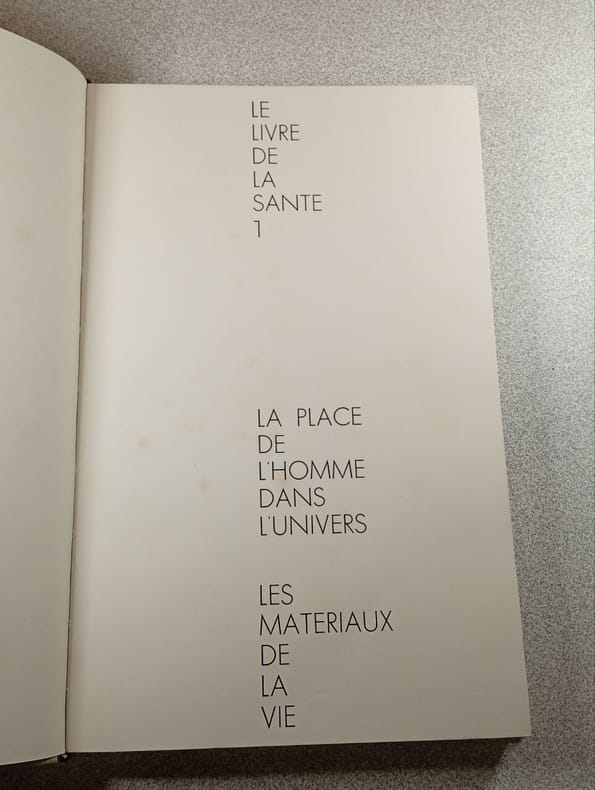 LE
LIVRE
DE
LA
SANTE
1
LA PLACE
DE
L'HOMME
DANS
L'UNIVERS
LES
MATERIAUX
DE
LA
VIE